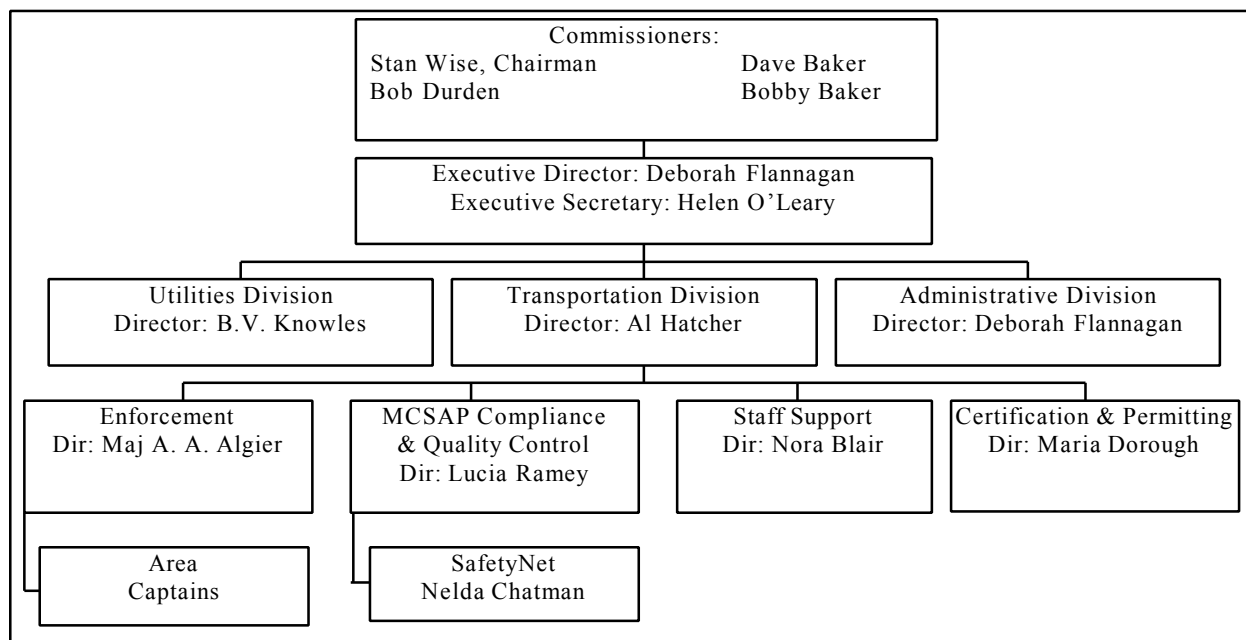 Commissioners:
Stan Wise, Chairman Dave Baker
Bob Durden Bobby Baker
Executive Director: Deborah Flannagan
Executive Secretary: Helen O’Leary
Utilities Division
Director: B.V. Knowles
Transportation Division
Director: Al Hatcher
Administrative Division
Director: Deborah Flannagan
Enforcement
Dir: Maj A. A. Algier
MCSAP Compliance
& Quality Control
Dir: Lucia Ramey
Staff Support
Dir: Nora Blair
Certification & Permitting
Dir: Maria Dorough
Area
Captains
SafetyNet
Nelda Chatman